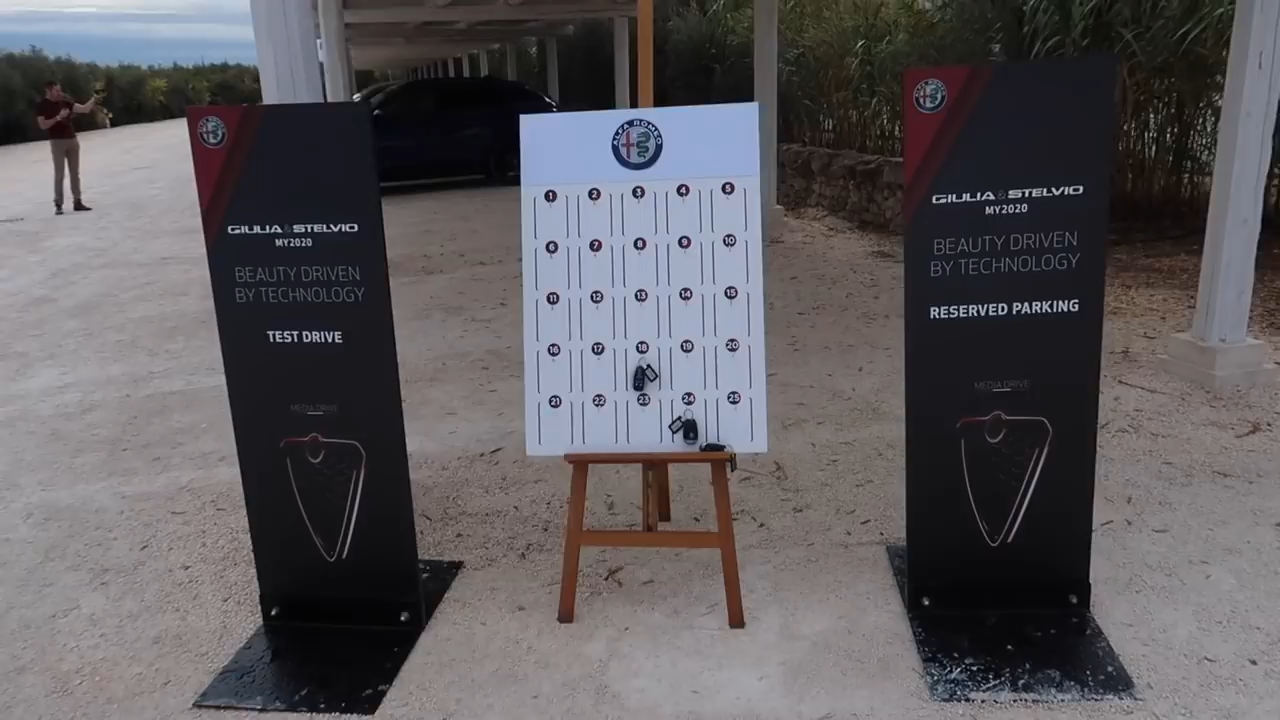 GIULIA & STELVIO
MY2020
BEAUTY DRIVEN
BY TECHNOLOGY
TEST DRIVE
MEDIA DRIVE
ALFA ROMEO
1 2 3 4 5
6 7 8 9 10
11 12 13 14 15
16 17 18 19 20
21 22 23 24 25
GIULIA & STELVIO
MY2020
BEAUTY DRIVEN
BY TECHNOLOGY
RESERVED PARKING
MEDIA DRIVE